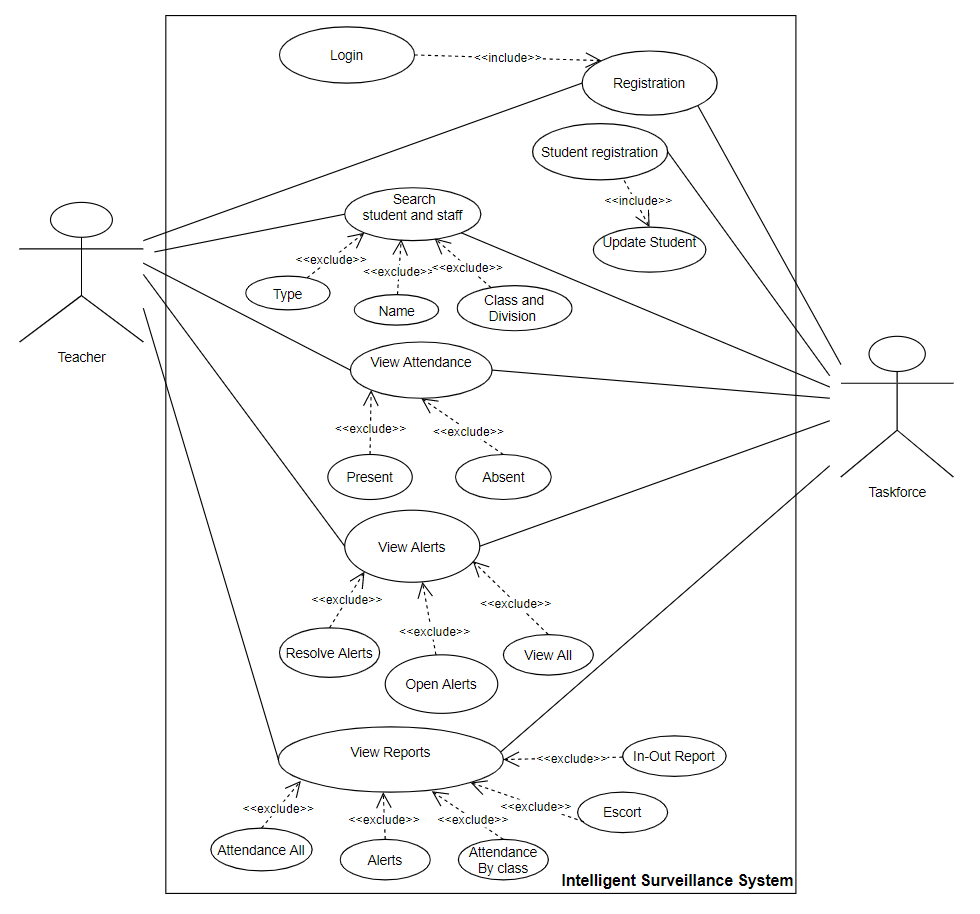 Login
<<include>>
Registration
Student registration
<<include>>
Update Student
Search
student and staff
<<exclude>>
<<exclude>>
<<exclude>>
Type
Name
Class and
Division
Teacher
View Attendance
<<exclude>>
<<exclude>>
Present
Absent
Taskforce
View Alerts
<<exclude>>
<<exclude>>
<<exclude>>
Resolve Alerts
Open Alerts
View All
View Reports
<<exclude>>
In-Out Report
<<exclude>>
Escort
<<exclude>>
<<exclude>>
<<exclude>>
Attendance All
Alerts
Attendance
By class
Intelligent Surveillance System